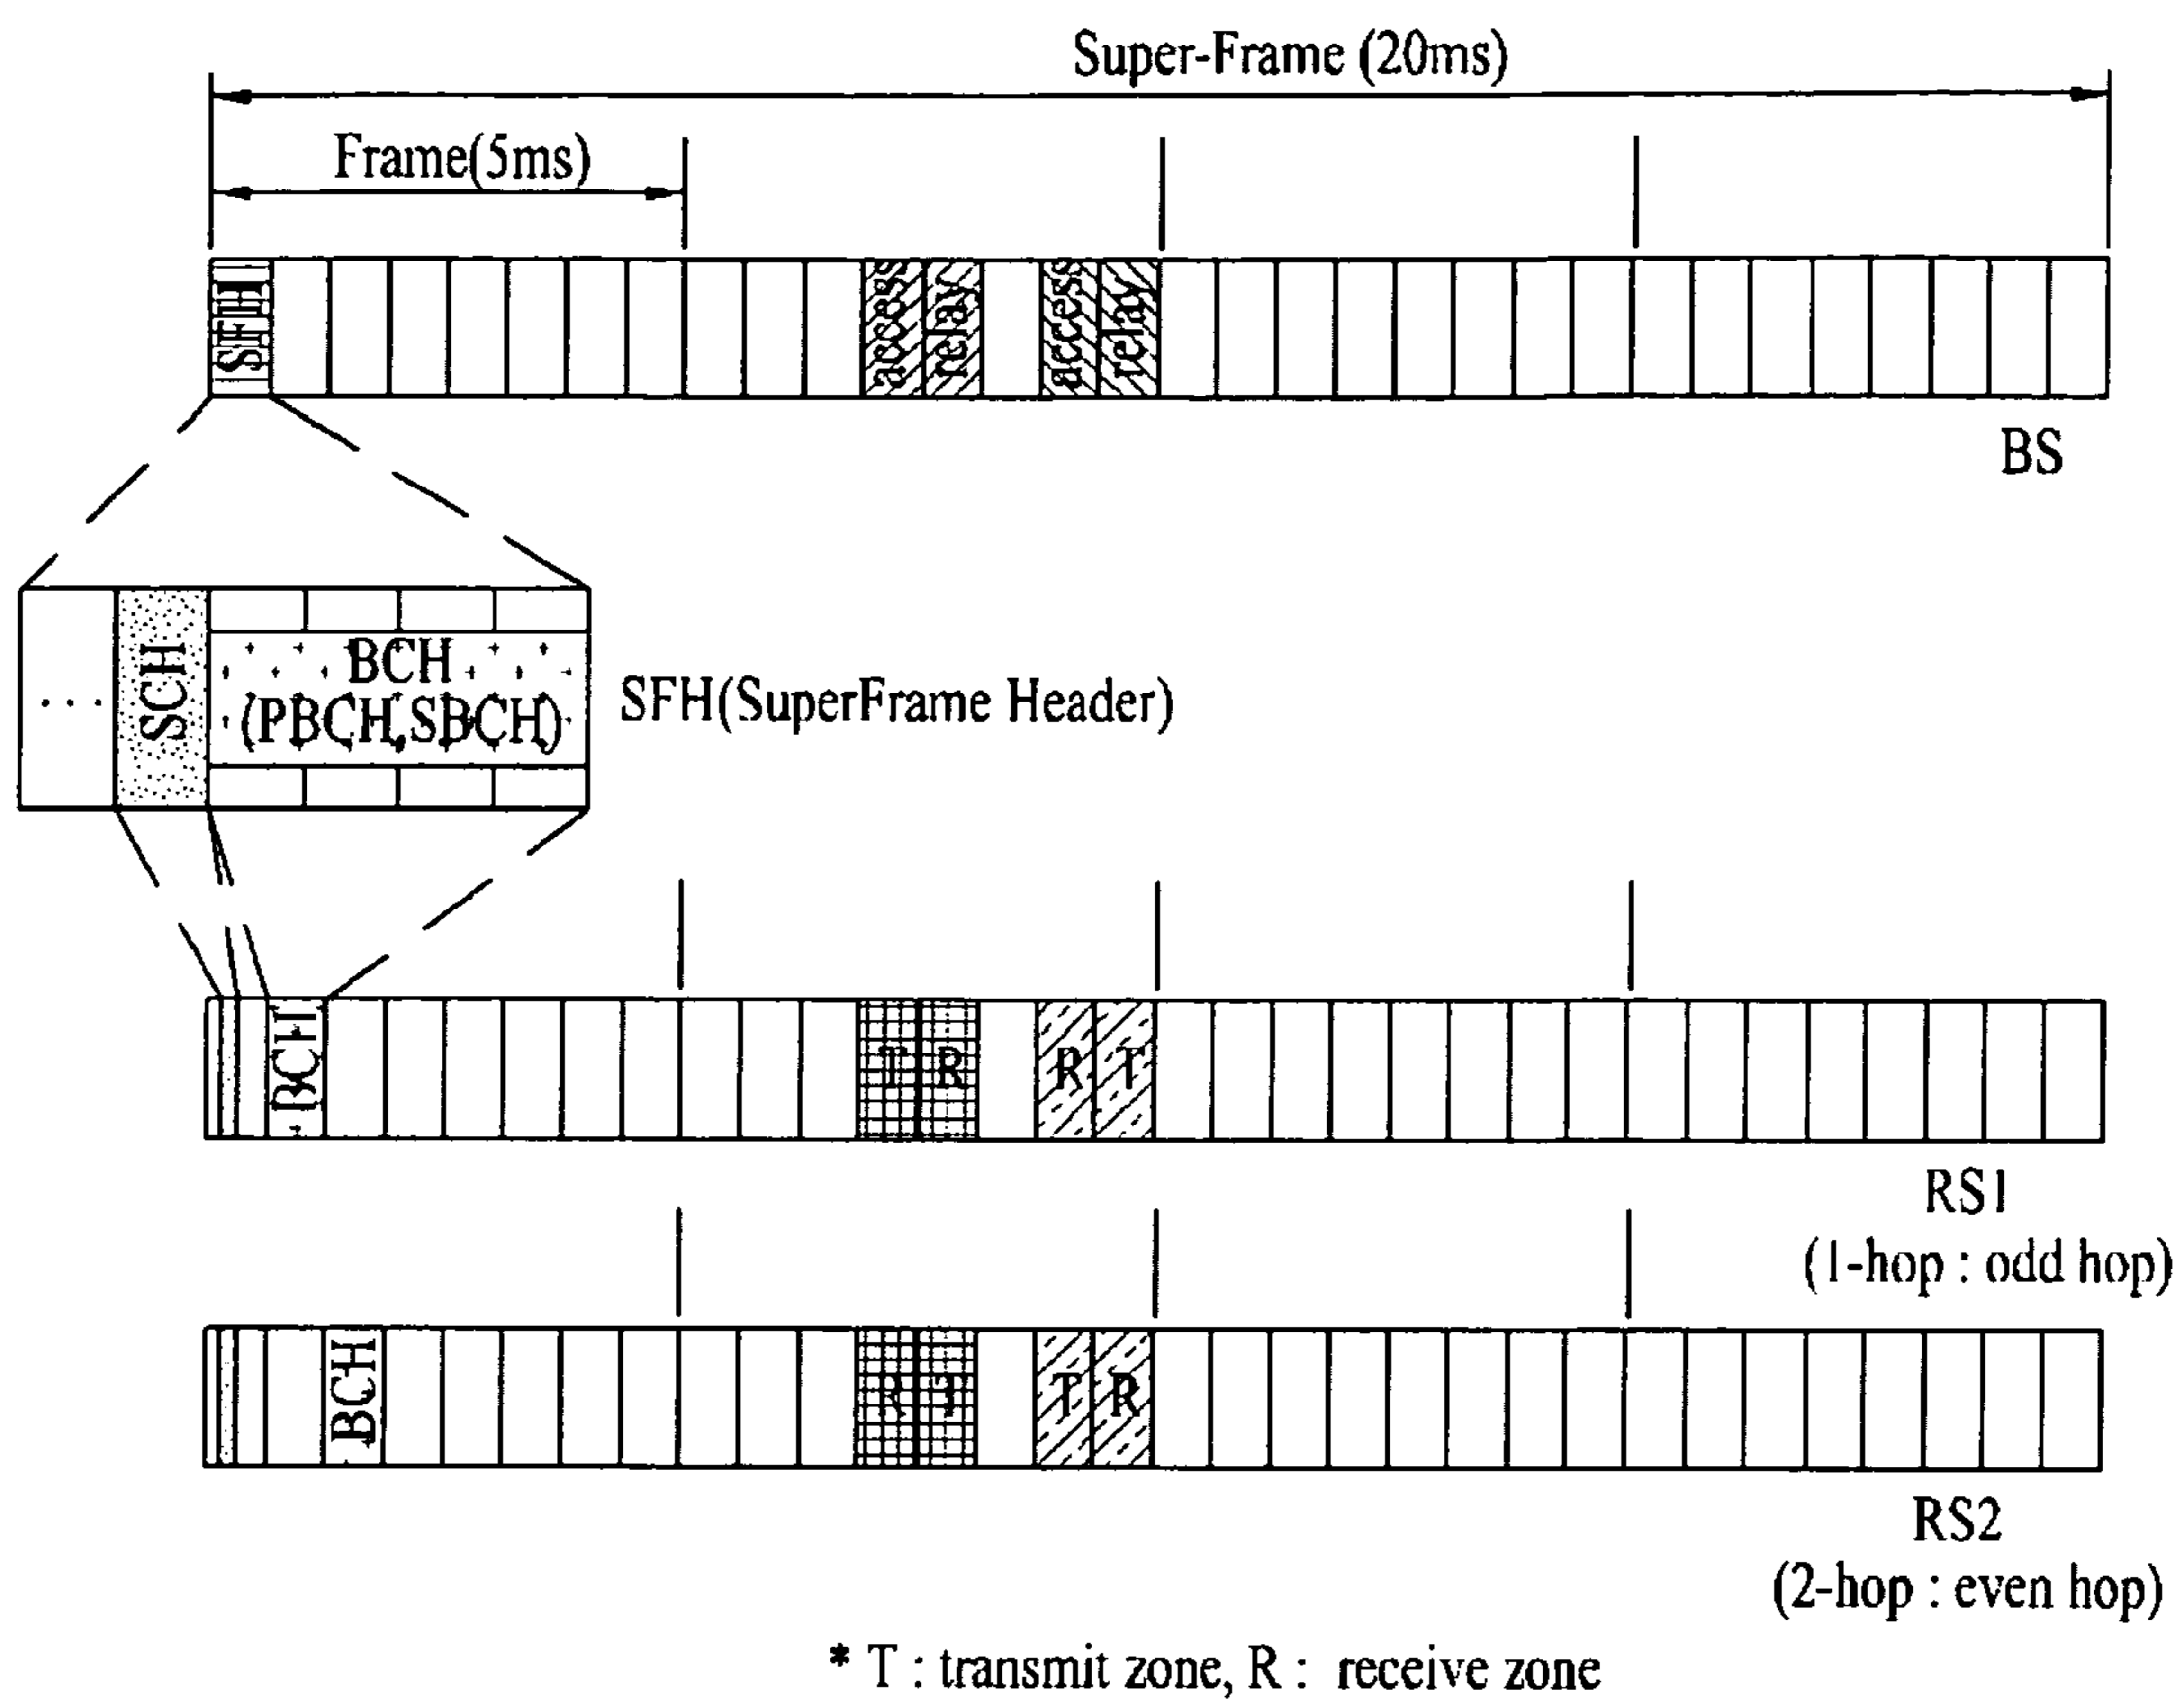 Super-Frame (20ms)
Frame(5ms)
SFH
access
relay
access
relay
BS
...
SCH
BCH
(PBCH,SBCH)
SFH(SuperFrame Header)
BCH
T
R
R
T
RS1
(1-hop : odd hop)
BCH
R
T
T
R
RS2
(2-hop : even hop)
* T : transmit zone, R : receive zone